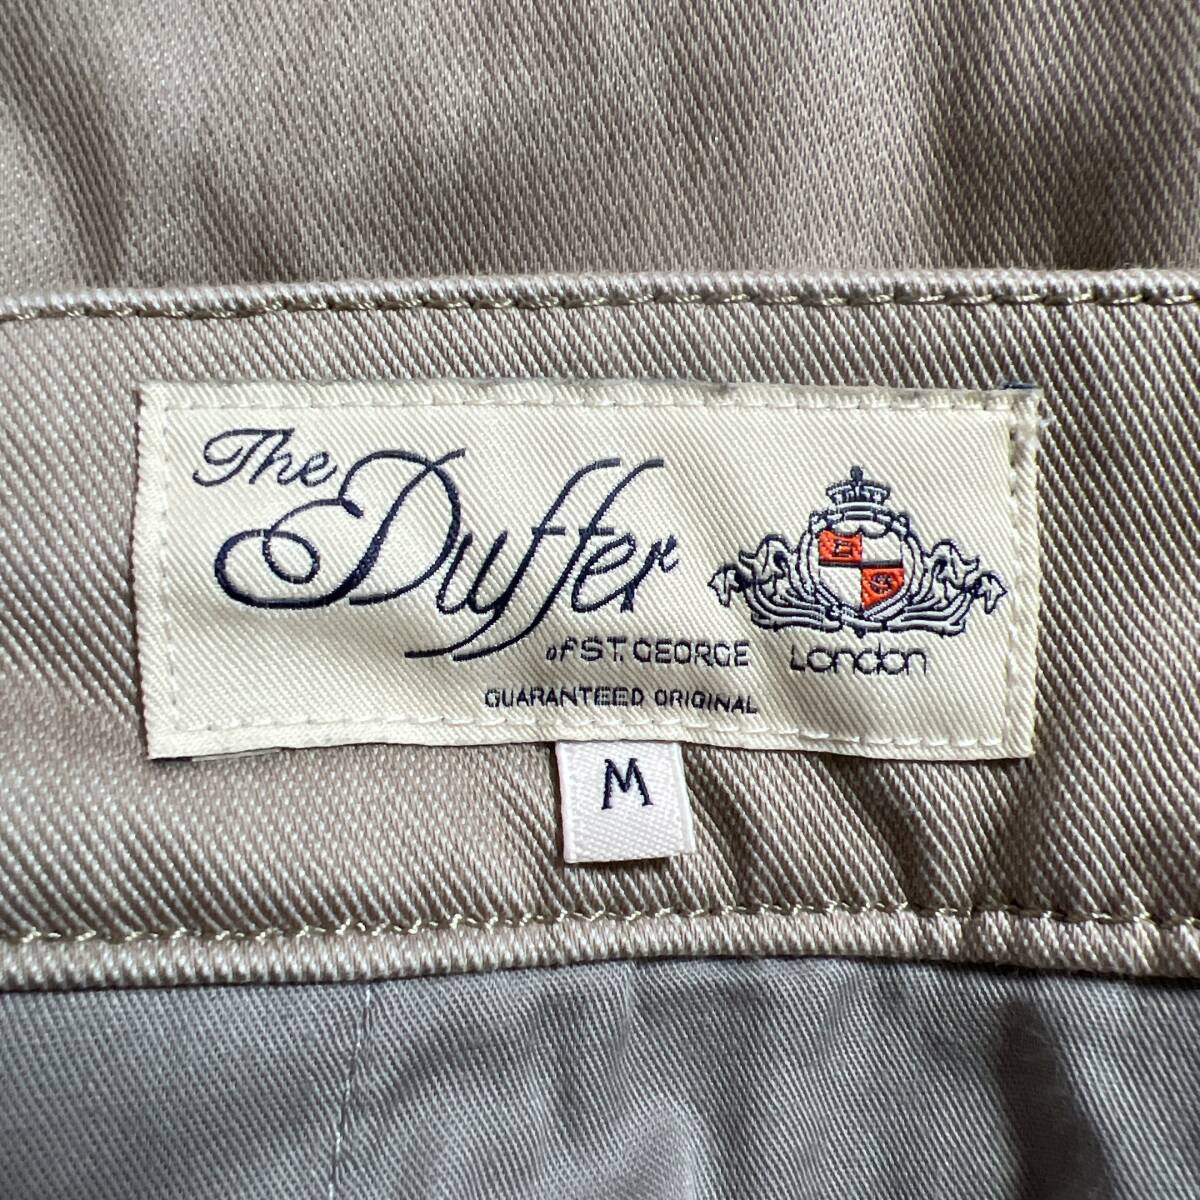 The
Duffer
of ST. GEORGE
London
GUARANTEED ORIGINAL
M